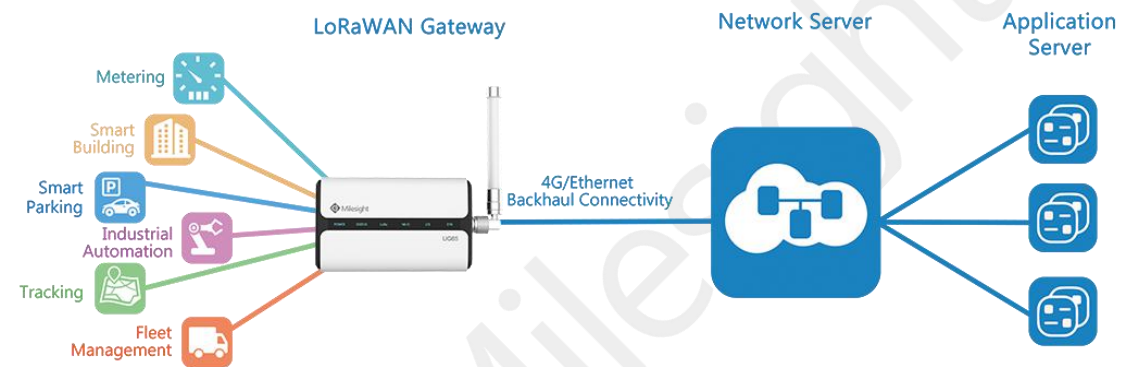 LoRaWAN Gateway
Network Server
Application
Server
Metering
Smart
Building
P
Smart
Parking
Industrial
Automation
Tracking
Fleet
Management
Milesight
UG65
4G/Ethernet
Backhaul Connectivity
Milesight